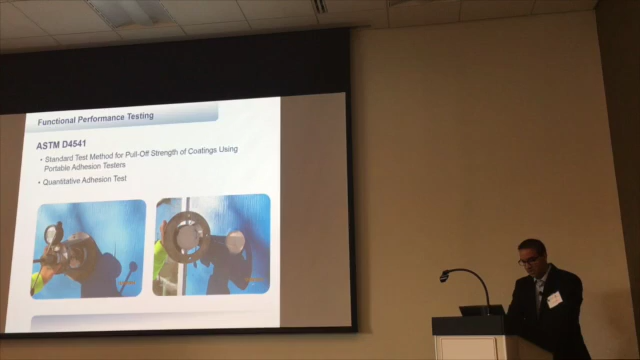 Functional Performance Testing
ASTM D4541
• Standard Test Method for Pull-Off Strength of Coatings Using
Portable Adhesion Testers
• Quantitative Adhesion Test